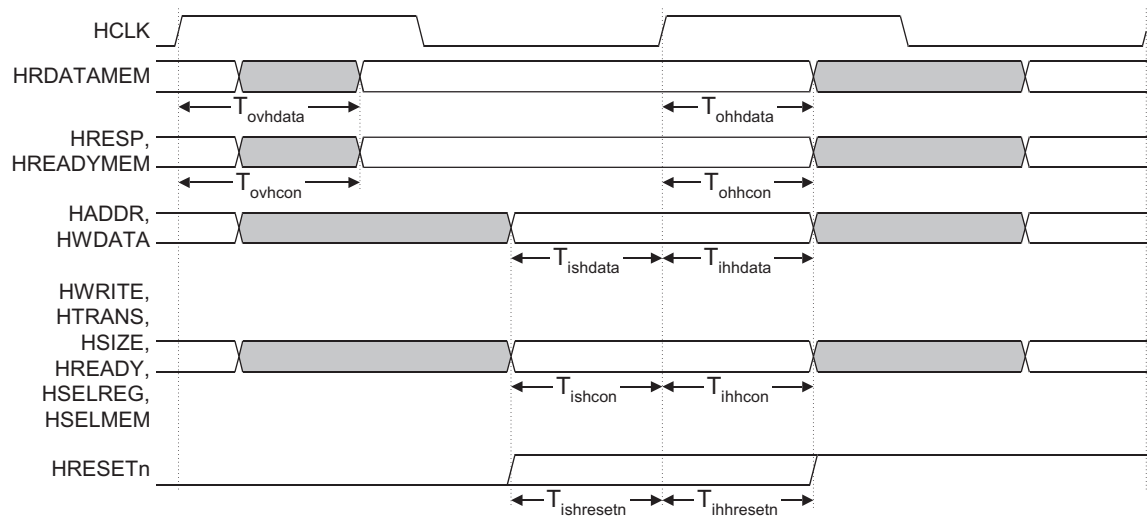 HCLK
HRDATAMEM
Tovhdata
Tohhdata
HRESP,
HREADYMEM
Tovhcon
Tohhcon
HADDR,
HWDATA
Tishdata
Tihhdata
HWRITE,
HTRANS,
HSIZE,
HREADY,
HSELREG,
HSELMEM
Tishcon
Tihhcon
HRESETn
Tishresetn
Tihhresetn